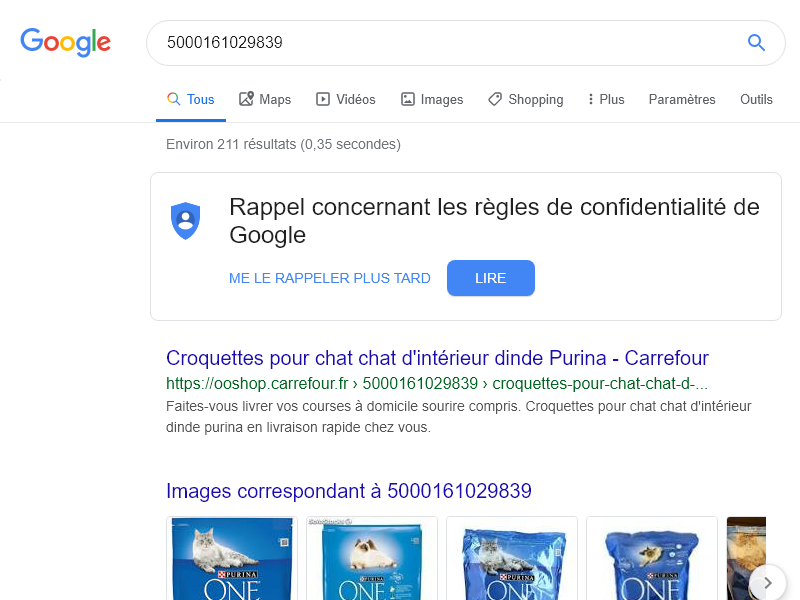 Google
5000161029839
Tous Maps Vidéos Images Shopping Plus Paramètres Outils
Environ 211 résultats (0,35 secondes)
Rappel concernant les règles de confidentialité de
Google
ME LE RAPPELER PLUS TARD LIRE
Croquettes pour chat chat d'intérieur dinde Purina - Carrefour
https://ooshop.carrefour.fr › 5000161029839 › croquettes-pour-chat-chat-d-...
Faites-vous livrer vos courses à domicile sourire compris. Croquettes pour chat chat d'intérieur
dinde purina en livraison rapide chez vous.
Images correspondant à 5000161029839
PURINA PURINA PURINA PURINA
ONE ONE ONE ONE